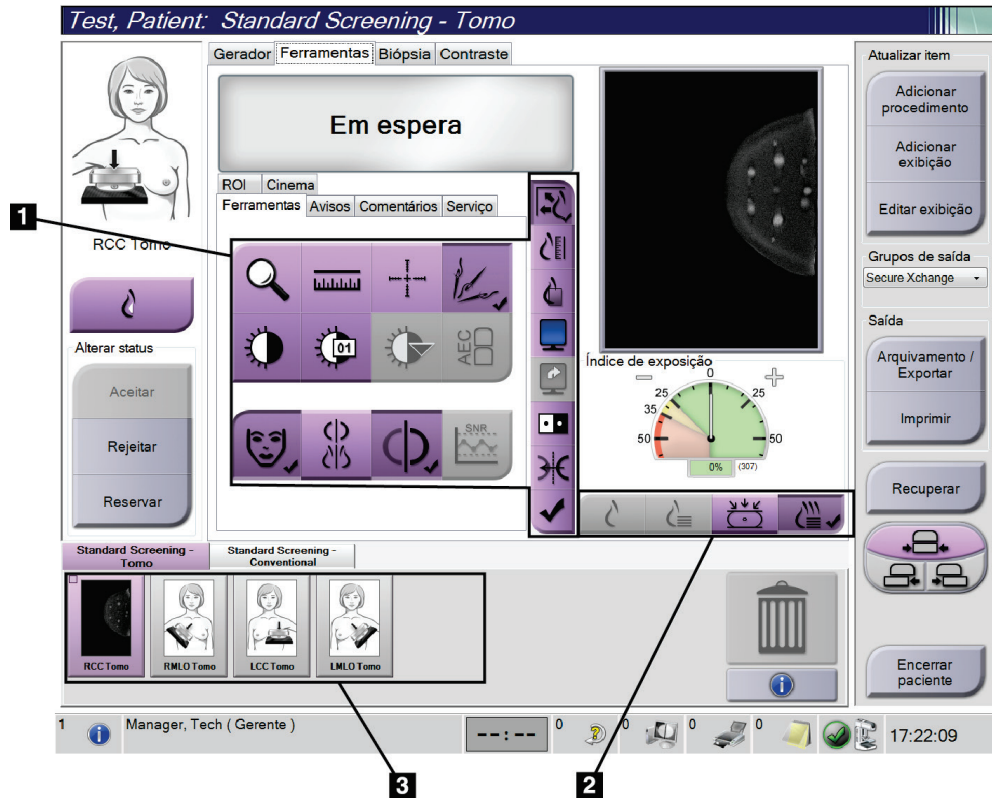 Test, Patient: Standard Screening - Tomo
Gerador Ferramentas Biópsia Contraste
Em espera
ROI Cinema
Ferramentas Avisos Comentários Serviço
1
RCC Tomo
01
AEC
SNR
Alterar status
Aceitar
Rejeitar
Reservar
Índice de exposição
0
25 25
35
50 50
0% (307)
Atualizar item
Adicionar
procedimento
Adicionar
exibição
Editar exibição
Grupos de saída
Secure Xchange
Saída
Arquivamento /
Exportar
Imprimir
Recuperar
Encerrar
paciente
Standard Screening -
Tomo
Standard Screening -
Conventional
RCC Tomo
RMLO Tomo
LCC Tomo
LMLO Tomo
1
Manager, Tech ( Gerente )
--:--
0 0 0 0
17:22:09
3
2